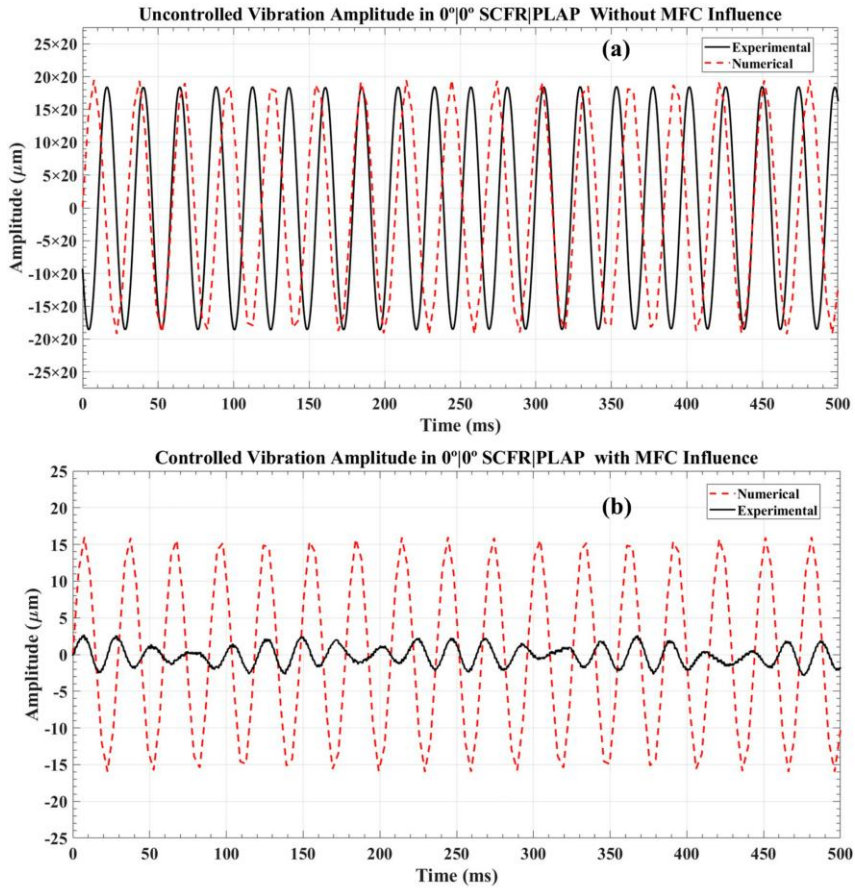 Uncontrolled Vibration Amplitude in 0º|0º SCFR|PLAP Without MFC Influence
(a)
Experimental
Numerical
25×20
20×20
15×20
10×20
5×20
0
-5×20
-10×20
-15×20
-20×20
-25×20
Amplitude (μm)
0 50 100 150 200 250 300 350 400 450 500
Time (ms)
Controlled Vibration Amplitude in 0º|0º SCFR|PLAP with MFC Influence
(b)
Numerical
Experimental
25
20
15
10
5
0
-5
-10
-15
-20
-25
Amplitude (μm)
0 50 100 150 200 250 300 350 400 450 500
Time (ms)